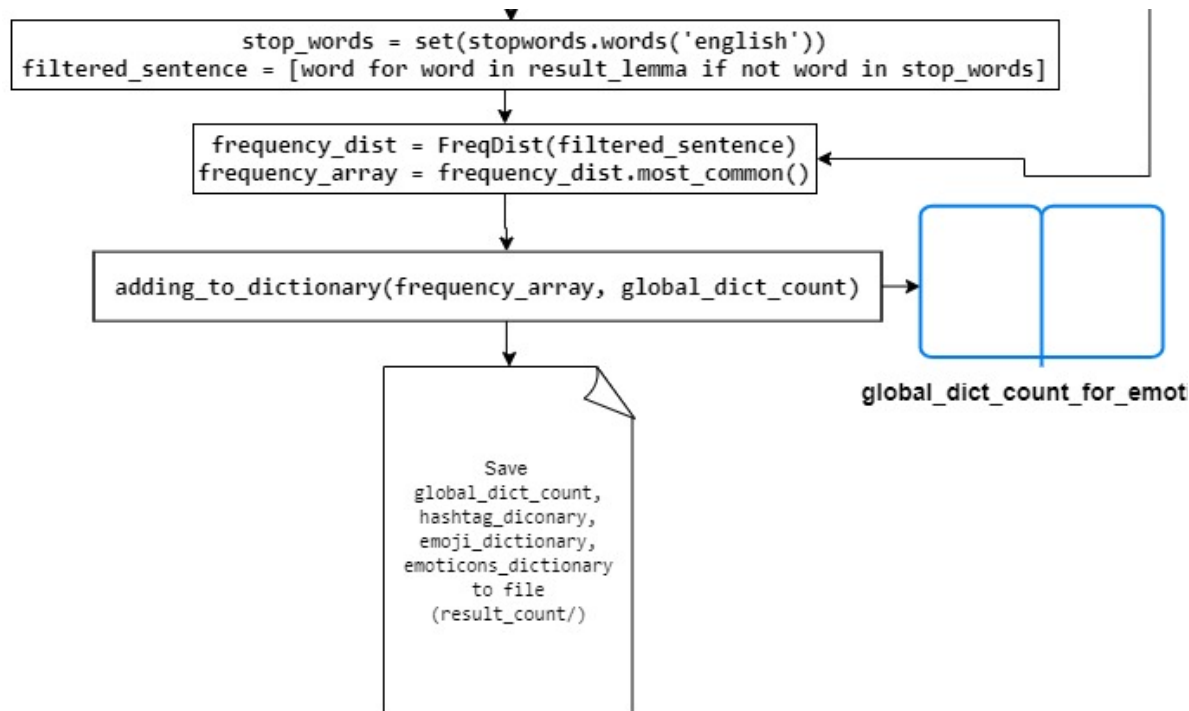 stop_words = set(stopwords.words('english'))
filtered_sentence = [word for word in result_lemma if not word in stop_words]
frequency_dist = FreqDist(filtered_sentence)
frequency_array = frequency_dist.most_common()
adding_to_dictionary(frequency_array, global_dict_count)
global_dict_count_for_emoti
Save
global_dict_count,
hashtag_diconary,
emoji_dictionary,
emoticons_dictionary
to file
(result_count/)